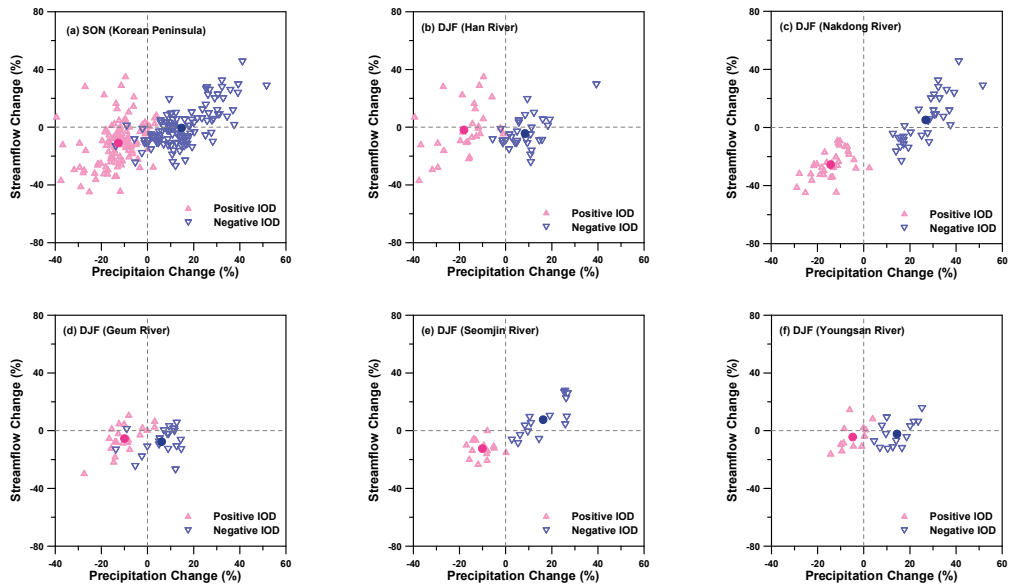 (a) SON (Korean Peninsula)
80
40
0
-40
-80
Streamflow Change (%)
-40 -20 0 20 40 60
Precipitaion Change (%)
Positive IOD
Negative IOD
(b) DJF (Han River)
80
40
0
-40
-80
Streamflow Change (%)
-40 -20 0 20 40 60
Precipitation Change (%)
Positive IOD
Negative IOD
(c) DJF (Nakdong River)
80
40
0
-40
-80
Streamflow Change (%)
-40 -20 0 20 40 60
Precipitation Change (%)
Positive IOD
Negative IOD
(d) DJF (Geum River)
80
40
0
-40
-80
Streamflow Change (%)
-40 -20 0 20 40 60
Precipitation Change (%)
Positive IOD
Negative IOD
(e) DJF (Seomjin River)
80
40
0
-40
-80
Streamflow Change (%)
-40 -20 0 20 40 60
Precipitation Change (%)
Positive IOD
Negative IOD
(f) DJF (Youngsan River)
80
40
0
-40
-80
Streamflow Change (%)
-40 -20 0 20 40 60
Precipitation Change (%)
Positive IOD
Negative IOD